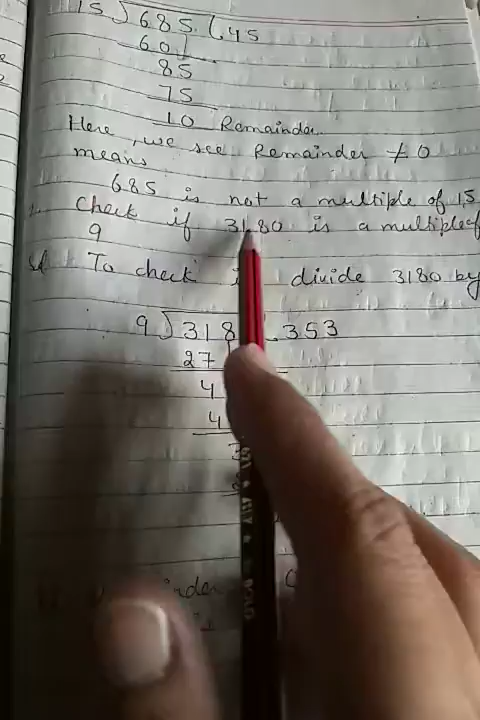 15 ) 685 ( 45
60
85
75
10 Remainder
Here, we see Remainder ≠ 0
means
685 is not a multiple of 15
Check if 3180 is a multiple of
9
To check divide 3180 by
9 ) 318 353
27
4
4